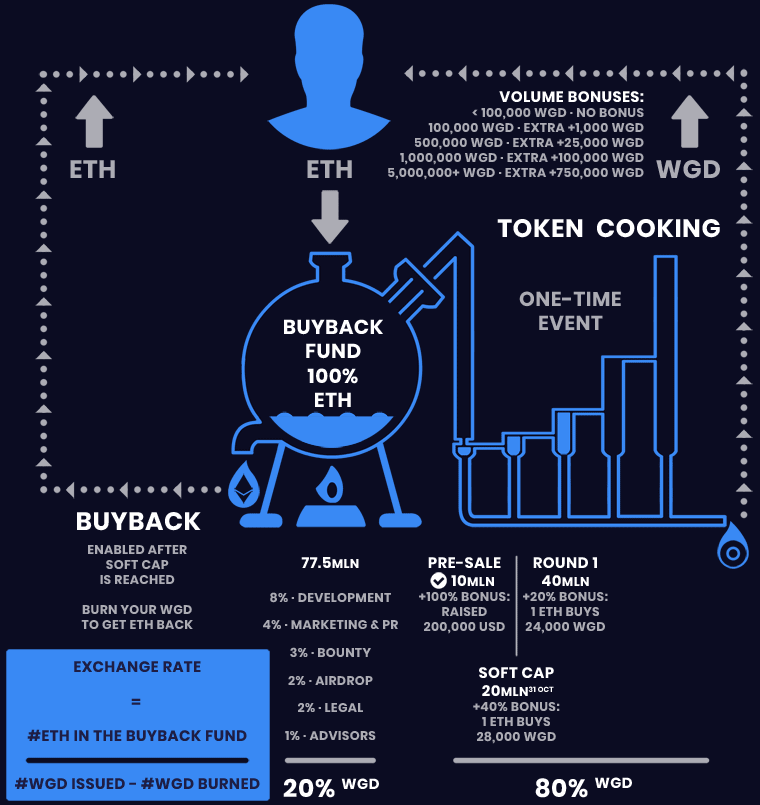 VOLUME BONUSES:
< 100,000 WGD · NO BONUS
100,000 WGD · EXTRA +1,000 WGD
500,000 WGD · EXTRA +25,000 WGD
1,000,000 WGD · EXTRA +100,000 WGD
5,000,000+ WGD · EXTRA +750,000 WGD
ETH
ETH
WGD
TOKEN COOKING
ONE-TIME
EVENT
BUYBACK
FUND
100%
ETH
BUYBACK
ENABLED AFTER
SOFT CAP
IS REACHED
BURN YOUR WGD
TO GET ETH BACK
EXCHANGE RATE
=
#ETH IN THE BUYBACK FUND
#WGD ISSUED - #WGD BURNED
77.5MLN
8% · DEVELOPMENT
4% · MARKETING & PR
3% · BOUNTY
2% · AIRDROP
2% · LEGAL
1% · ADVISORS
20% WGD
PRE-SALE
10MLN
+100% BONUS:
RAISED
200,000 USD
ROUND 1
40MLN
+20% BONUS:
1 ETH BUYS
24,000 WGD
SOFT CAP
20MLN 31 OCT
+40% BONUS:
1 ETH BUYS
28,000 WGD
80% WGD